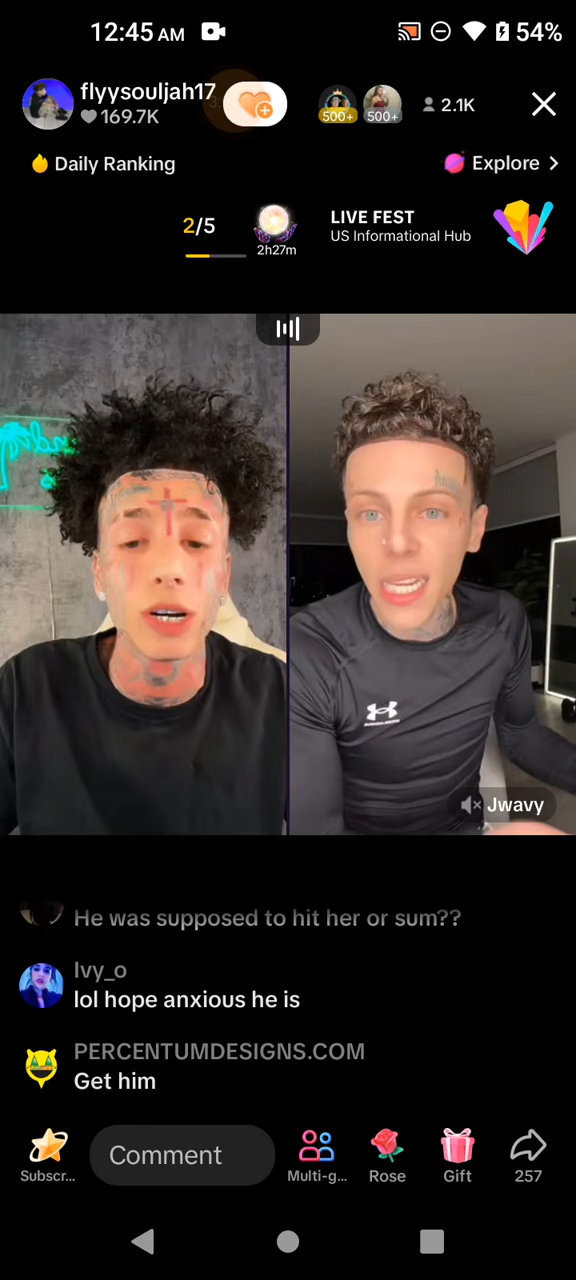 12:45 AM
54%
flyysouljah17
169.7K
500+
500+
2.1K
Daily Ranking
Explore
2/5
2h27m
LIVE FEST
US Informational Hub
UNDER ARMOUR
Jwavy
He was supposed to hit her or sum??
Ivy_o
lol hope anxious he is
PERCENTUMDESIGNS.COM
Get him
Subscr...
Comment
Multi-g...
Rose
Gift
257